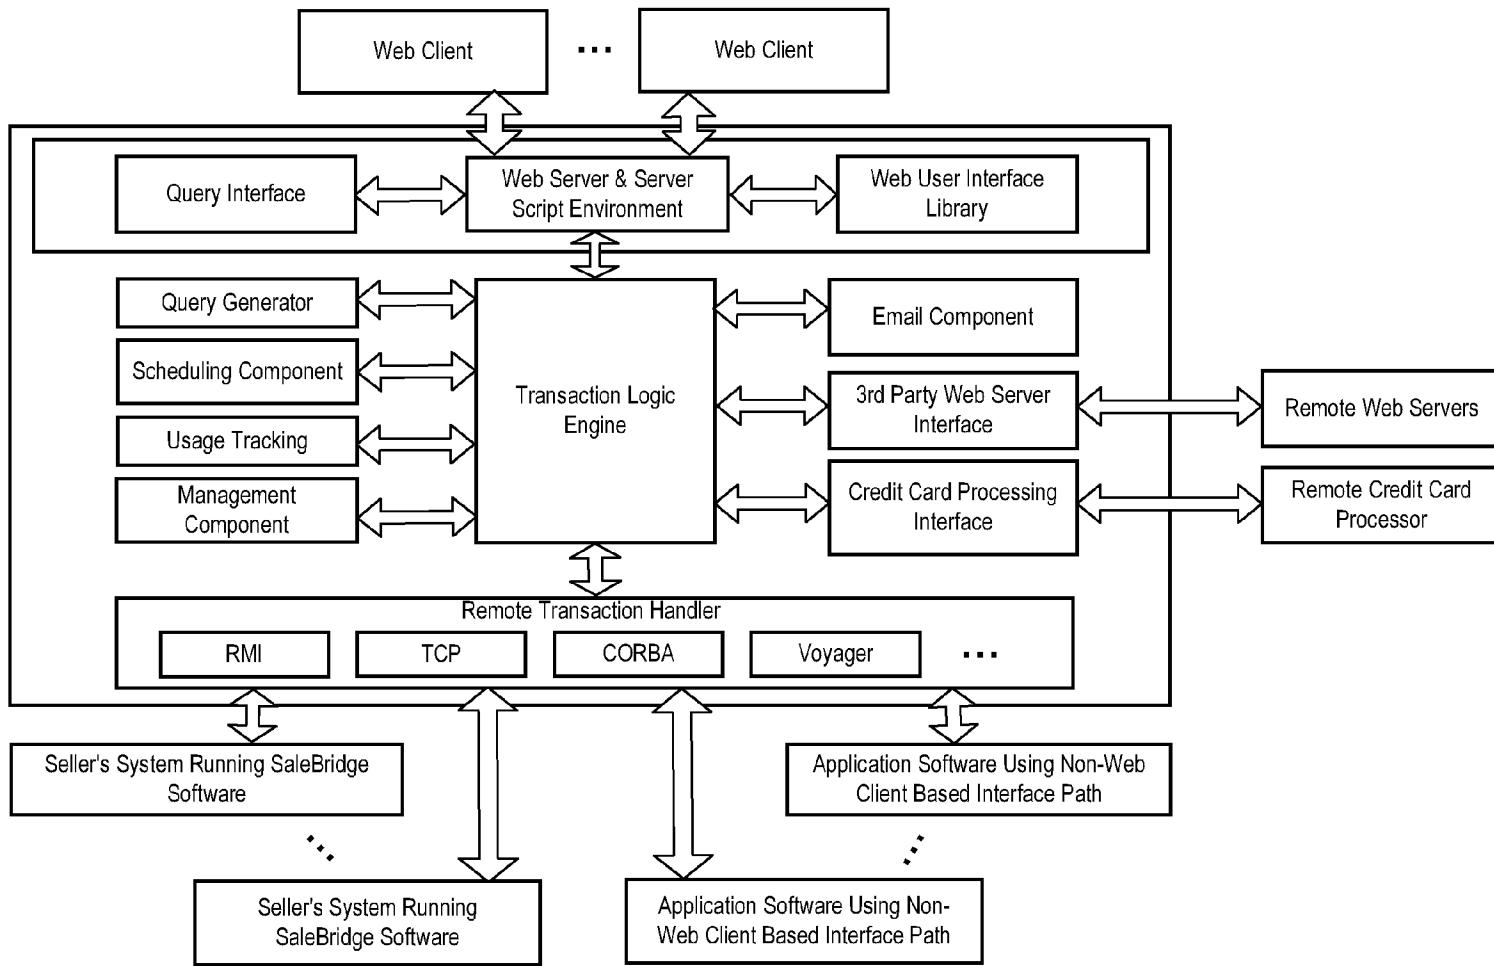 Web Client
...
Web Client
Query Interface
Web Server & Server
Script Environment
Web User Interface
Library
Query Generator
Scheduling Component
Usage Tracking
Management
Component
Transaction Logic
Engine
Email Component
3rd Party Web Server
Interface
Credit Card Processing
Interface
Remote Web Servers
Remote Credit Card
Processor
Remote Transaction Handler
RMI
TCP
CORBA
Voyager
...
Seller's System Running SaleBridge
Software
Application Software Using Non-Web
Client Based Interface Path
...
...
Seller's System Running
SaleBridge Software
Application Software Using Non-
Web Client Based Interface Path